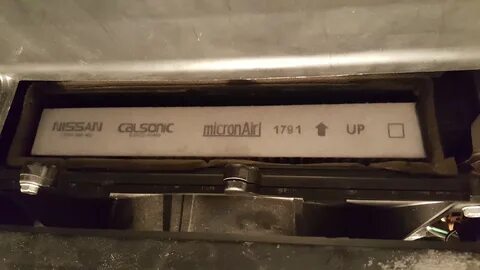 NISSAN CALSONIC micronAir 1791 ⬆ UP ☐